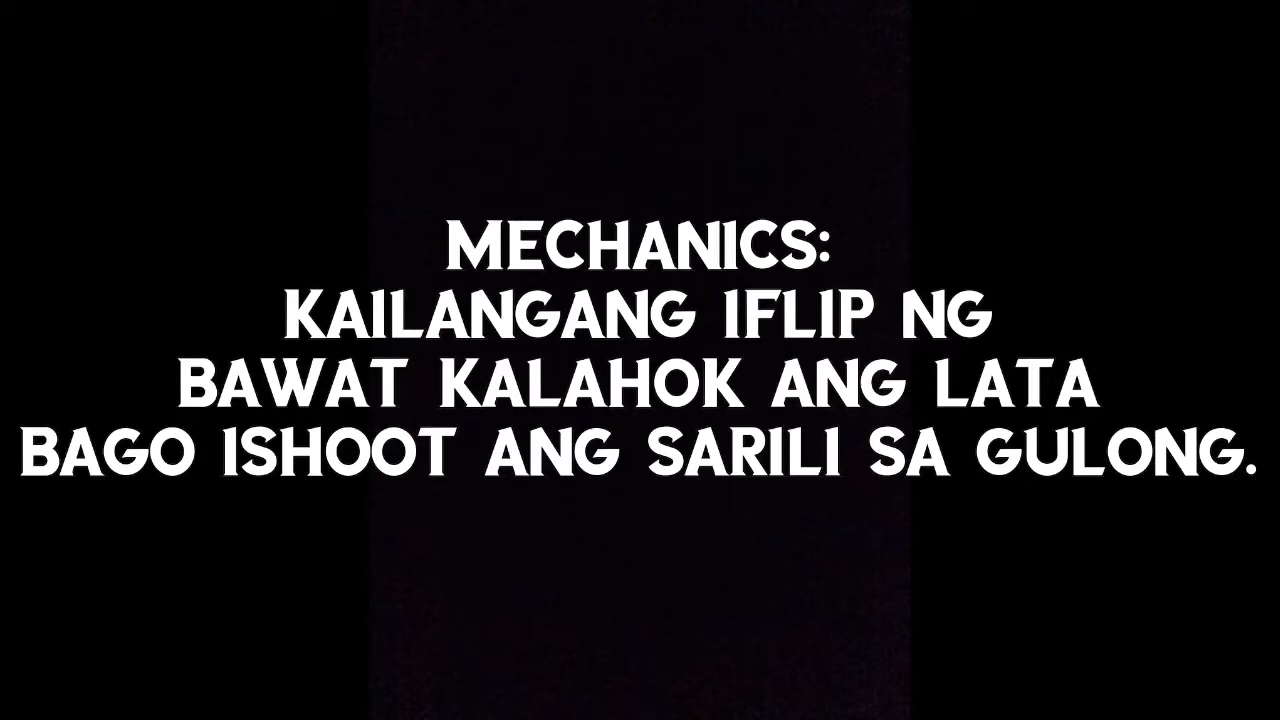 MECHANICS:
KAILANGANG IFLIP NG
BAWAT KALAHOK ANG LATA
BAGO ISHOOT ANG SARILI SA GULONG.